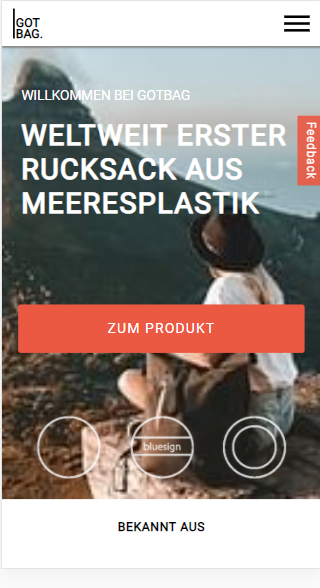 GOT
BAG.
WILLKOMMEN BEI GOTBAG
WELTWEIT ERSTER
RUCKSACK AUS
MEERESPLASTIK
Feedback
ZUM PRODUKT
bluesign
BEKANNT AUS